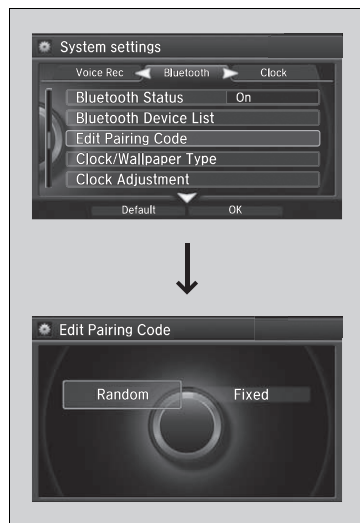 System settings
Voice Rec Bluetooth Clock
Bluetooth Status On
Bluetooth Device List
Edit Pairing Code
Clock/Wallpaper Type
Clock Adjustment
Default OK
Edit Pairing Code
Random Fixed